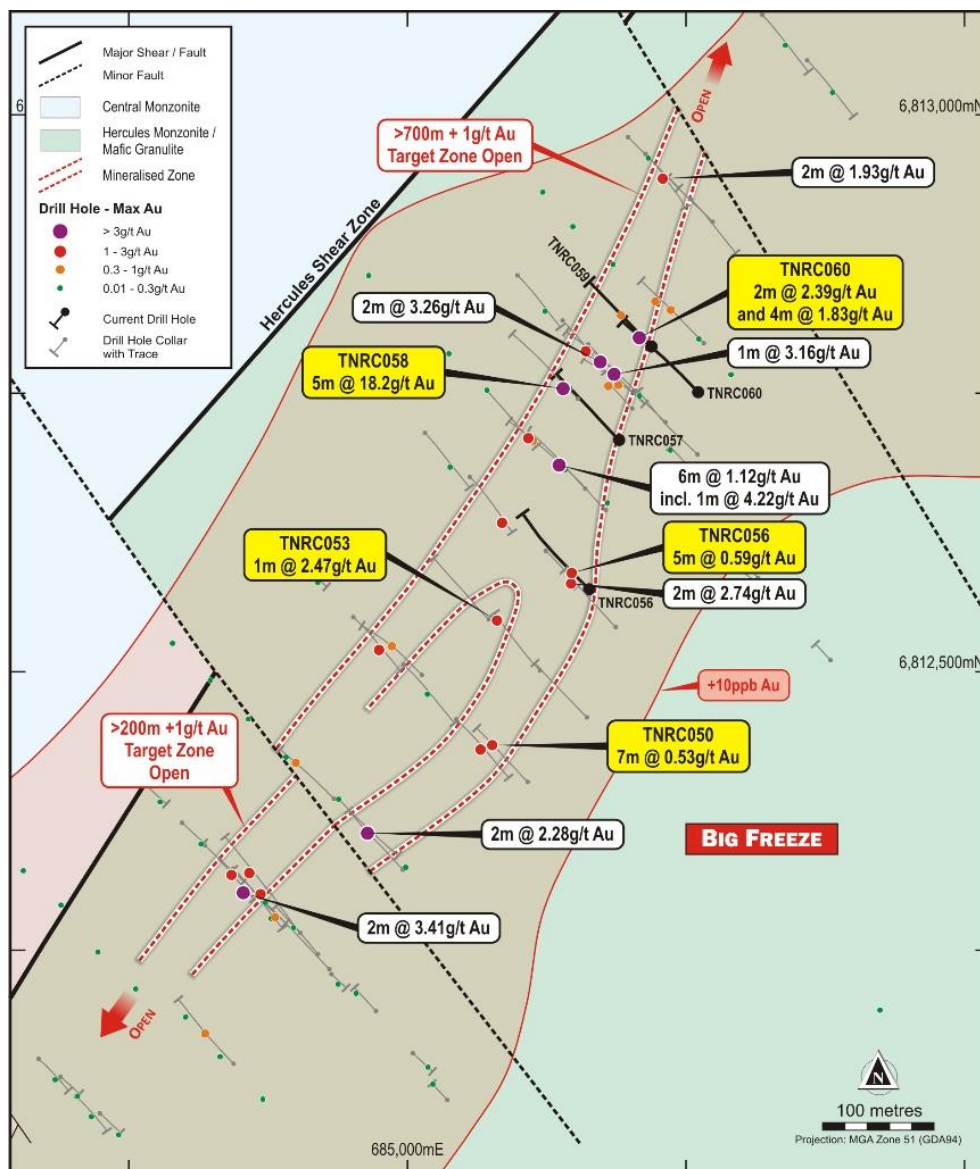 Major Shear / Fault
Minor Fault
Central Monzonite
Hercules Monzonite /
Mafic Granulite
Mineralised Zone
Drill Hole - Max Au
> 3g/t Au
1 - 3g/t Au
0.3 - 1g/t Au
0.01 - 0.3g/t Au
Current Drill Hole
Drill Hole Collar
with Trace
6
6,813,000mN
OPEN
>700m + 1g/t Au
Target Zone Open
2m @ 1.93g/t Au
Hercules Shear Zone
TNRC059
TNRC060
2m @ 2.39g/t Au
and 4m @ 1.83g/t Au
2m @ 3.26g/t Au
1m @ 3.16g/t Au
TNRC058
5m @ 18.2g/t Au
TNRC060
TNRC057
6m @ 1.12g/t Au
incl. 1m @ 4.22g/t Au
TNRC053
1m @ 2.47g/t Au
TNRC056
5m @ 0.59g/t Au
2m @ 2.74g/t Au
TNRC056
6,812,500mN
+10ppb Au
>200m +1g/t Au
Target Zone
Open
TNRC050
7m @ 0.53g/t Au
2m @ 2.28g/t Au
BIG FREEZE
2m @ 3.41g/t Au
OPEN
N
100 metres
Projection: MGA Zone 51 (GDA94)
685,000mE